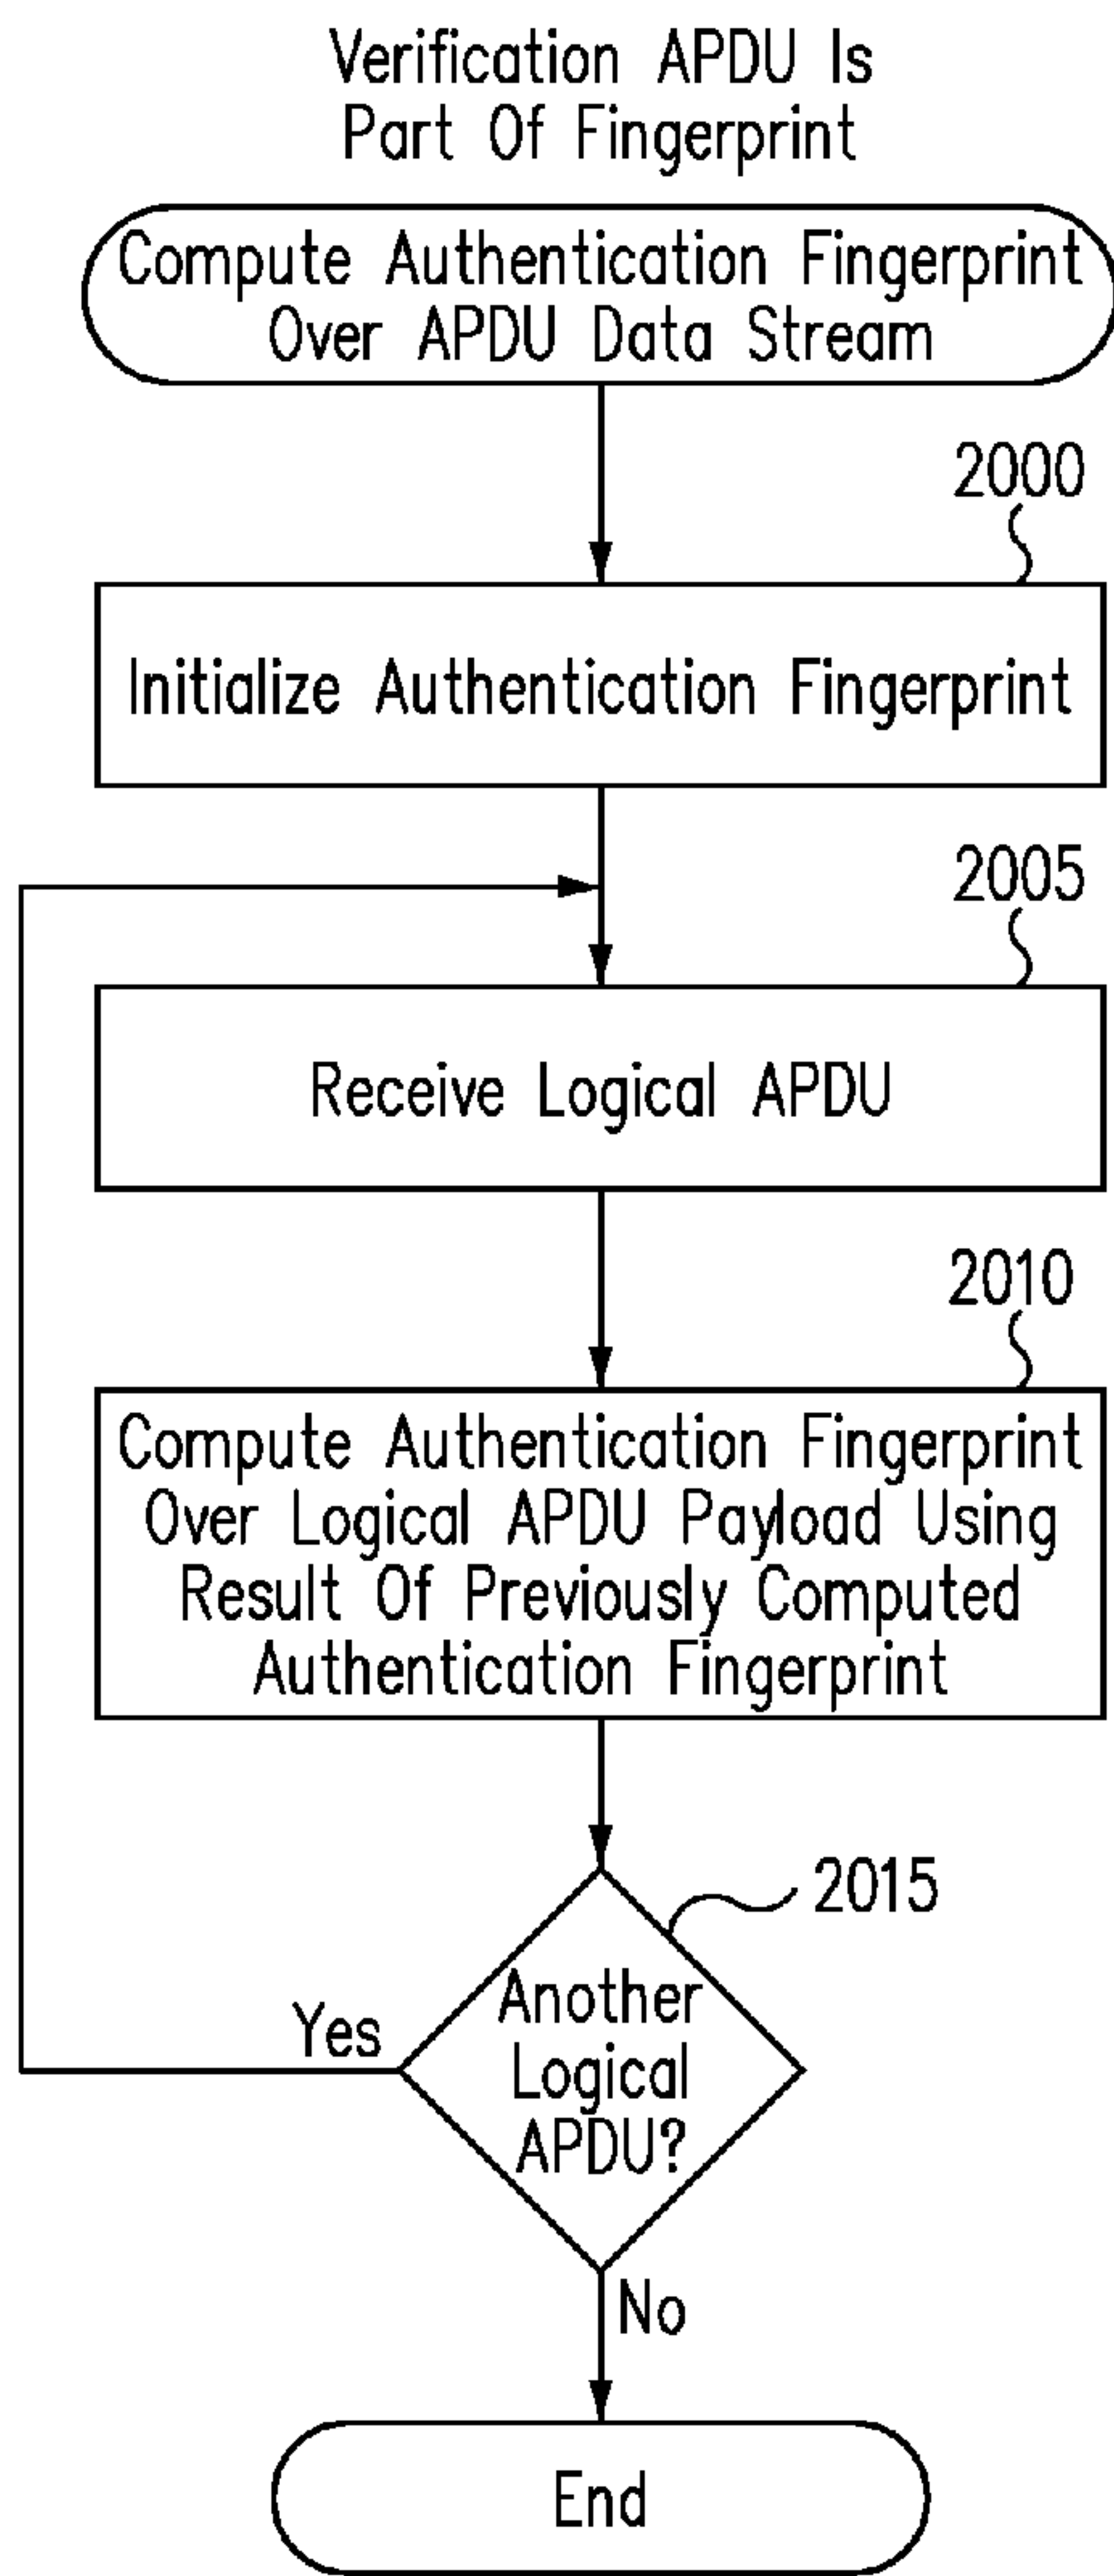 Verification APDU Is
Part Of Fingerprint
Compute Authentication Fingerprint
Over APDU Data Stream
2000
Initialize Authentication Fingerprint
2005
Receive Logical APDU
2010
Compute Authentication Fingerprint
Over Logical APDU Payload Using
Result Of Previously Computed
Authentication Fingerprint
2015
Another
Logical
APDU?
Yes
No
End